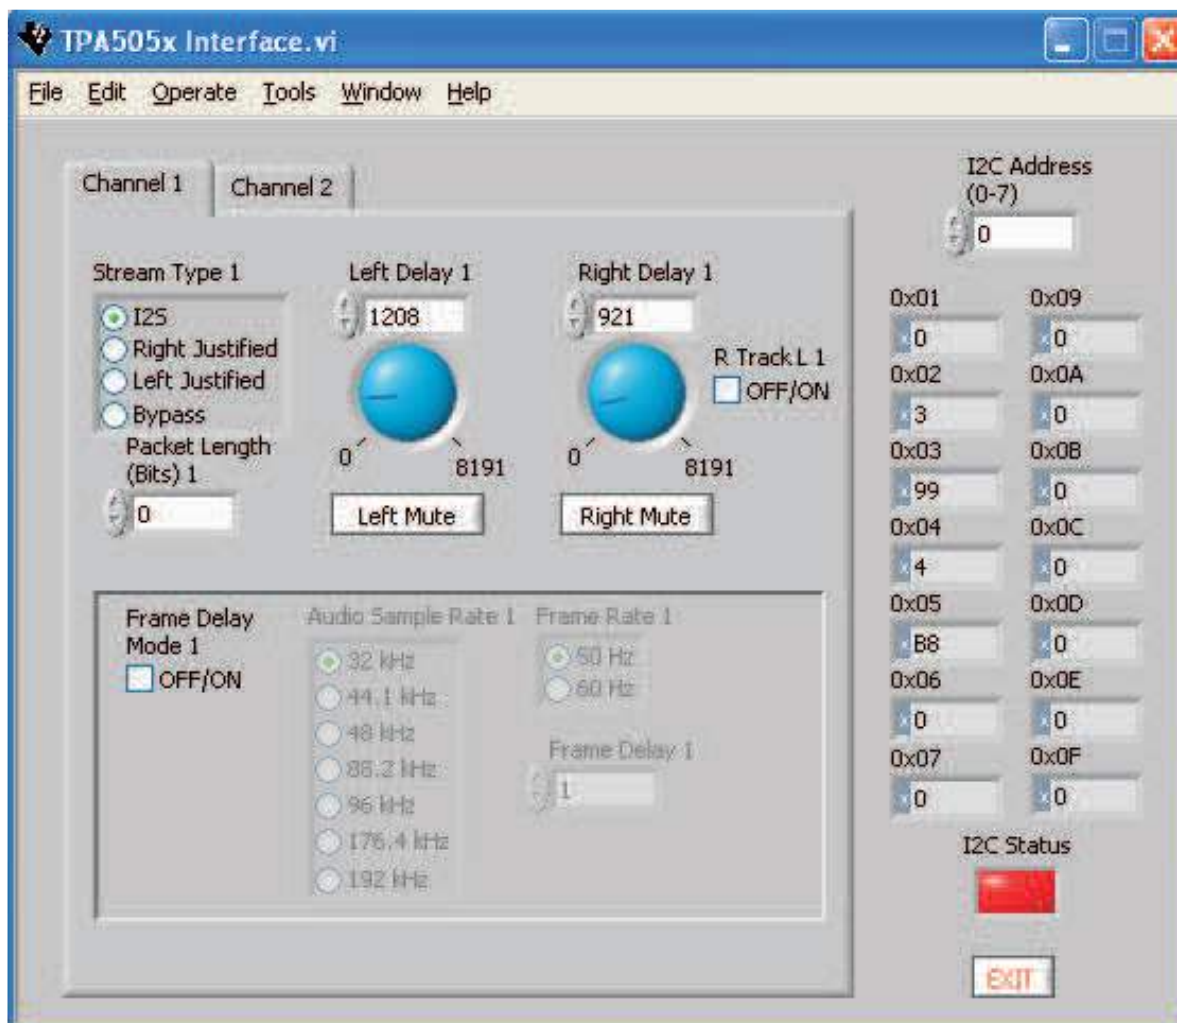 TPA505x Interface.vi
File Edit Operate Tools Window Help
Channel 1
Channel 2
I2C Address
(0-7)
0
Stream Type 1
I2S
Right Justified
Left Justified
Bypass
Packet Length
(Bits) 1
0
Left Delay 1
1208
0
8191
Left Mute
Right Delay 1
921
0
8191
Right Mute
R Track L 1
OFF/ON
Frame Delay
Mode 1
OFF/ON
Audio Sample Rate 1
32 kHz
44.1 kHz
48 kHz
88.2 kHz
96 kHz
176.4 kHz
192 kHz
Frame Rate 1
50 Hz
60 Hz
Frame Delay 1
1
0x01 0x09
x 0 x 0
0x02 0x0A
x 3 x 0
0x03 0x0B
x 99 x 0
0x04 0x0C
x 4 x 0
0x05 0x0D
x B8 x 0
0x06 0x0E
x 0 x 0
0x07 0x0F
x 0 x 0
I2C Status
EXIT